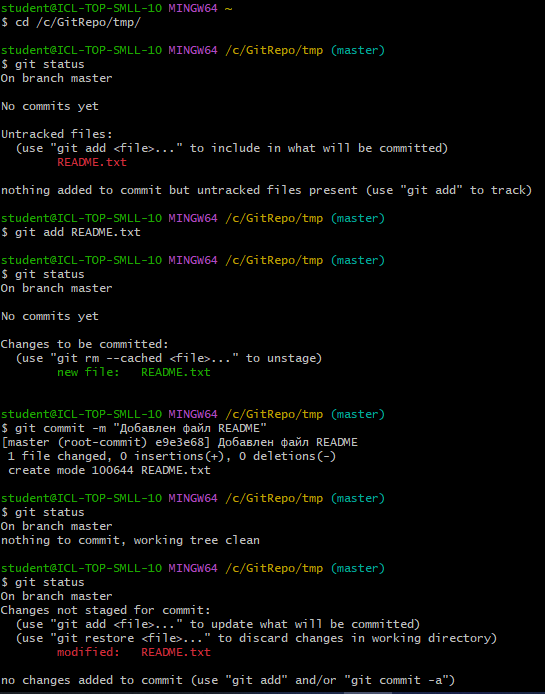 student@ICL-TOP-SMLL-10 MINGW64 ~
$ cd /c/GitRepo/tmp/
student@ICL-TOP-SMLL-10 MINGW64 /c/GitRepo/tmp (master)
$ git status
On branch master
No commits yet
Untracked files:
(use "git add <file>..." to include in what will be committed)
README.txt
nothing added to commit but untracked files present (use "git add" to track)
student@ICL-TOP-SMLL-10 MINGW64 /c/GitRepo/tmp (master)
$ git add README.txt
student@ICL-TOP-SMLL-10 MINGW64 /c/GitRepo/tmp (master)
$ git status
On branch master
No commits yet
Changes to be committed:
(use "git rm --cached <file>..." to unstage)
new file:   README.txt
student@ICL-TOP-SMLL-10 MINGW64 /c/GitRepo/tmp (master)
$ git commit -m "Добавлен файл README"
[master (root-commit) e9e3e68] Добавлен файл README
1 file changed, 0 insertions(+), 0 deletions(-)
create mode 100644 README.txt
student@ICL-TOP-SMLL-10 MINGW64 /c/GitRepo/tmp (master)
$ git status
On branch master
nothing to commit, working tree clean
student@ICL-TOP-SMLL-10 MINGW64 /c/GitRepo/tmp (master)
$ git status
On branch master
Changes not staged for commit:
(use "git add <file>..." to update what will be committed)
(use "git restore <file>..." to discard changes in working directory)
modified:   README.txt
no changes added to commit (use "git add" and/or "git commit -a")